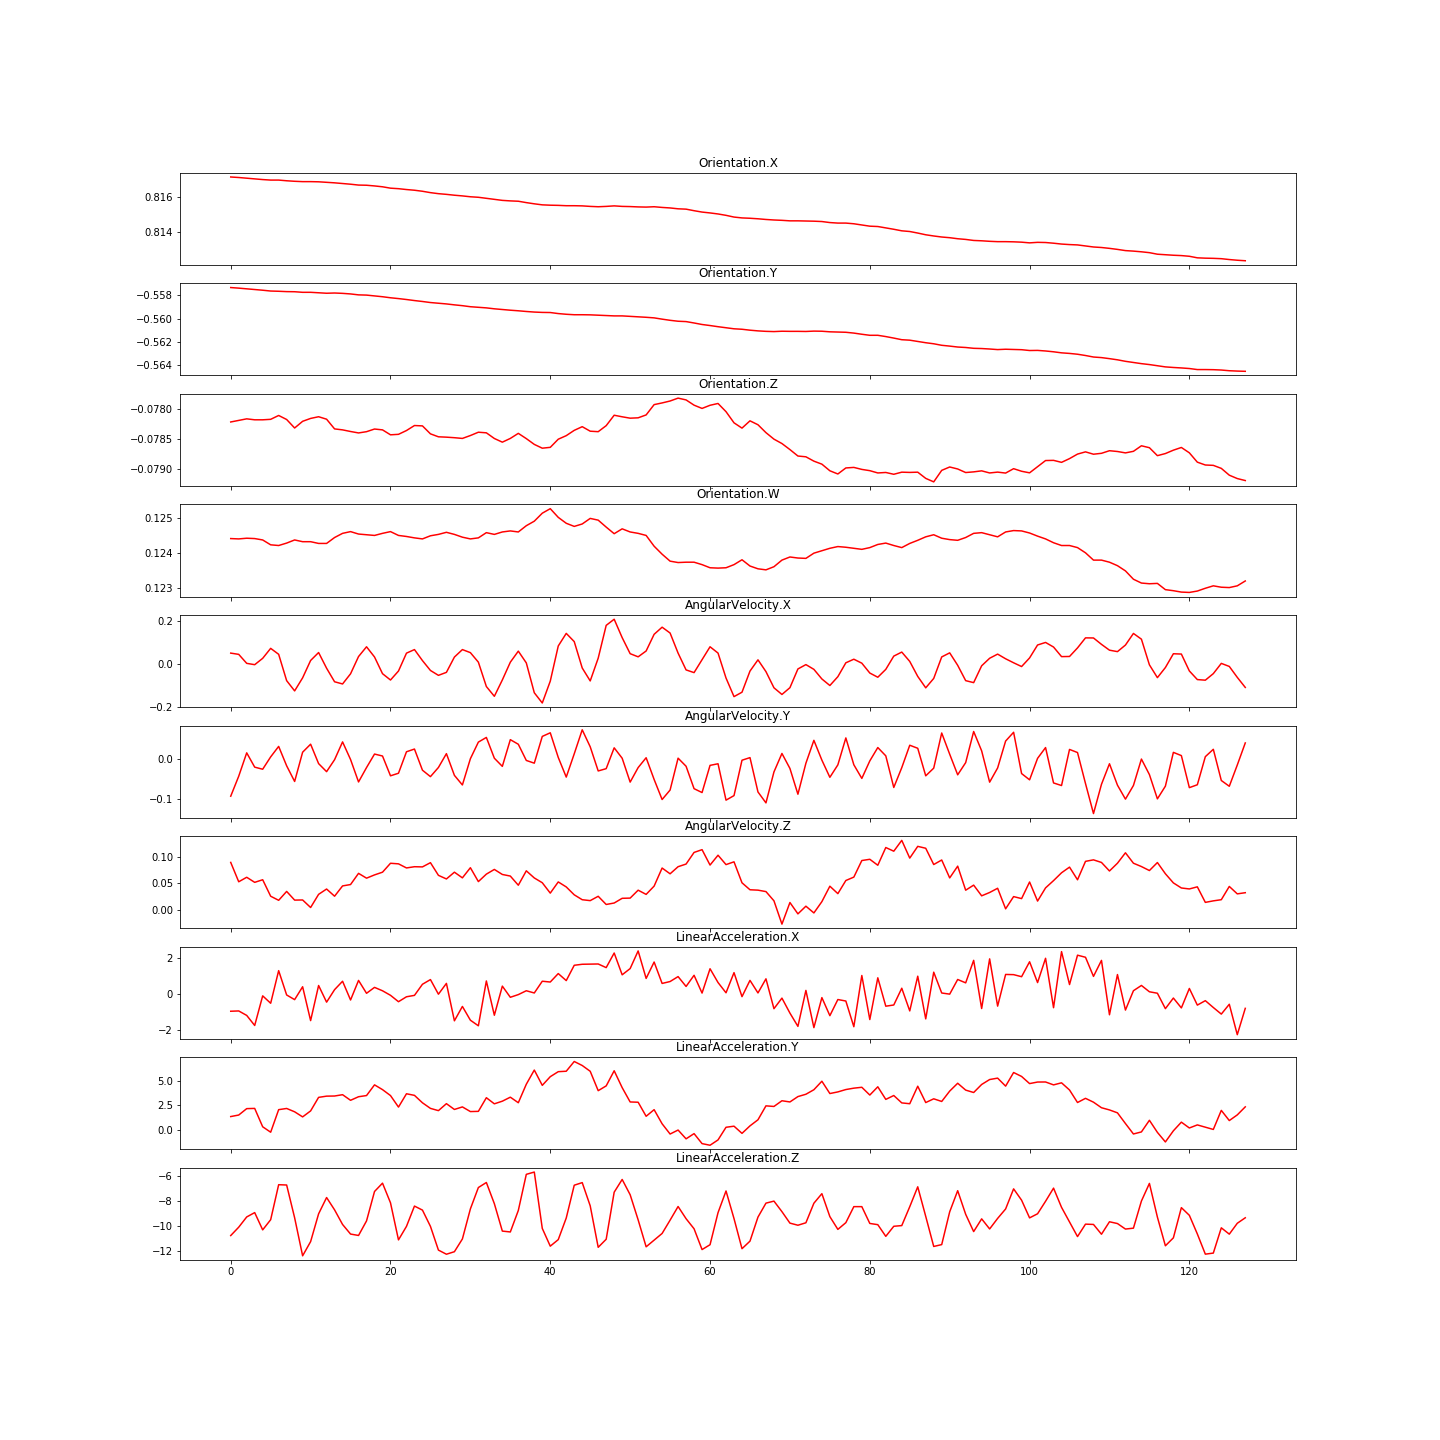 Orientation.X
0.816
0.814
Orientation.Y
−0.558
−0.560
−0.562
−0.564
Orientation.Z
−0.0780
−0.0785
−0.0790
Orientation.W
0.125
0.124
0.123
AngularVelocity.X
0.2
0.0
−0.2
AngularVelocity.Y
0.0
−0.1
AngularVelocity.Z
0.10
0.05
0.00
LinearAcceleration.X
2
0
−2
LinearAcceleration.Y
5.0
2.5
0.0
LinearAcceleration.Z
−6
−8
−10
−12
0 20 40 60 80 100 120